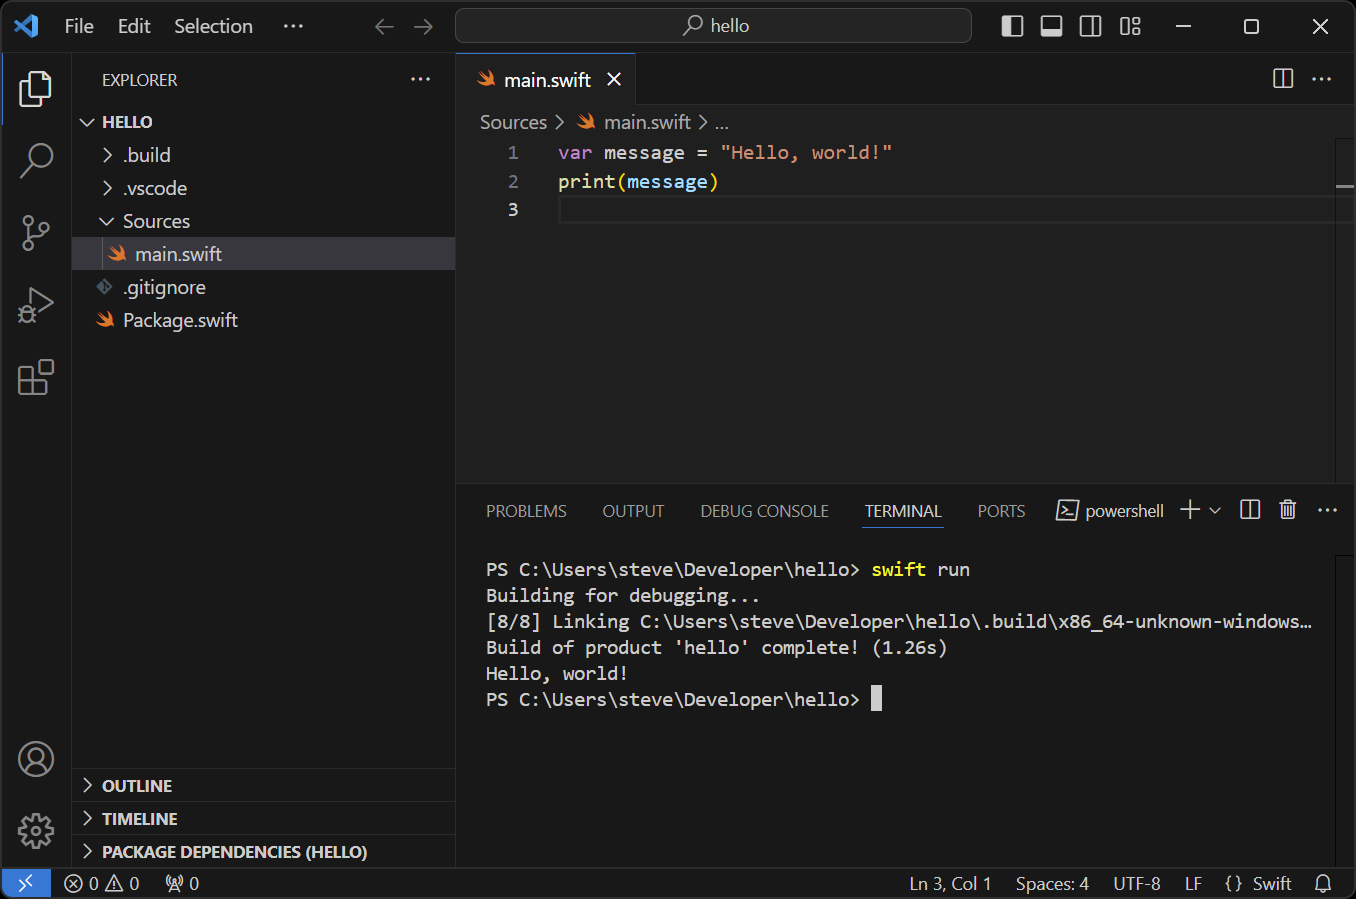 File Edit Selection ··· hello
EXPLORER ···
HELLO
.build
.vscode
Sources
main.swift
.gitignore
Package.swift
OUTLINE
TIMELINE
PACKAGE DEPENDENCIES (HELLO)
main.swift
Sources > main.swift > ...
1 var message = "Hello, world!"
2 print(message)
3
PROBLEMS OUTPUT DEBUG CONSOLE TERMINAL PORTS powershell
PS C:\Users\steve\Developer\hello> swift run
Building for debugging...
[8/8] Linking C:\Users\steve\Developer\hello\.build\x86_64-unknown-windows…
Build of product 'hello' complete! (1.26s)
Hello, world!
PS C:\Users\steve\Developer\hello>
0 0 0 Ln 3, Col 1 Spaces: 4 UTF-8 LF {} Swift